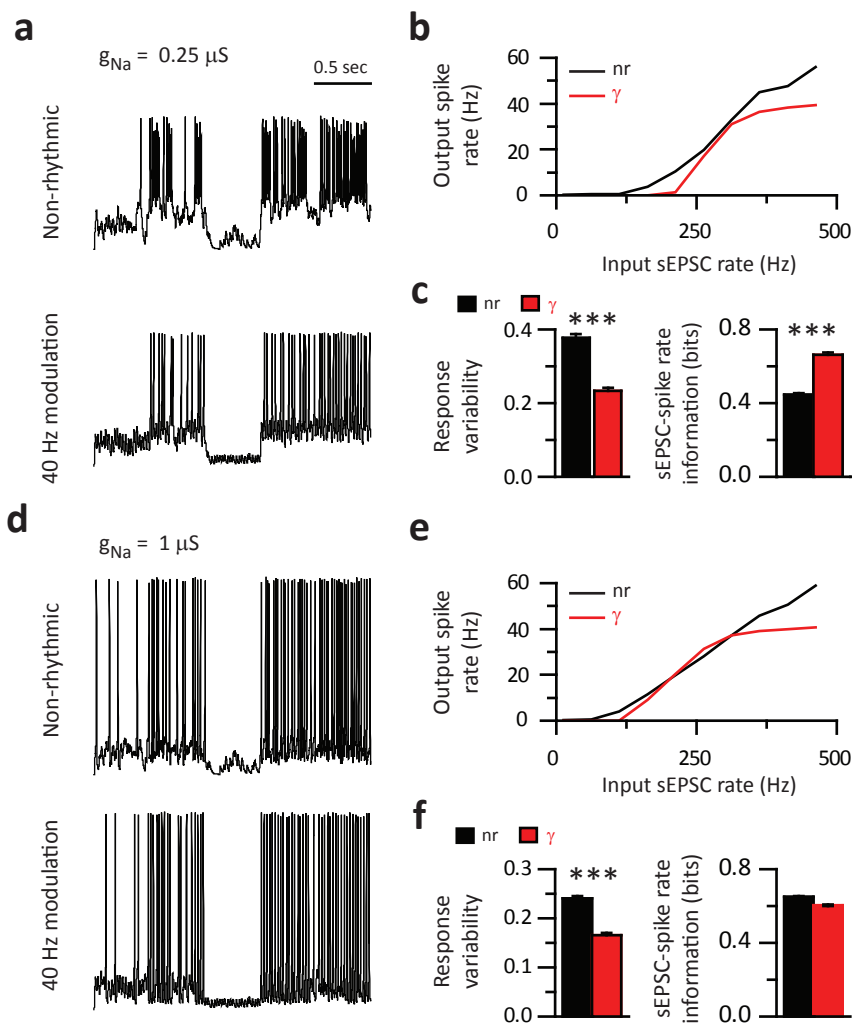 a
g_Na = 0.25 µS
0.5 sec
Non-rhythmic
40 Hz modulation
b
Output spike
rate (Hz)
60
40
20
0
nr
γ
0
250
500
Input sEPSC rate (Hz)
c
nr
γ
Response
variability
0.4
0.2
0.0
***
sEPSC-spike rate
information (bits)
0.8
0.4
0.0
***
d
g_Na = 1 µS
Non-rhythmic
40 Hz modulation
e
Output spike
rate (Hz)
60
40
20
0
nr
γ
0
250
500
Input sEPSC rate (Hz)
f
nr
γ
Response
variability
0.3
0.2
0.1
0.0
***
sEPSC-spike rate
information (bits)
0.8
0.4
0.0